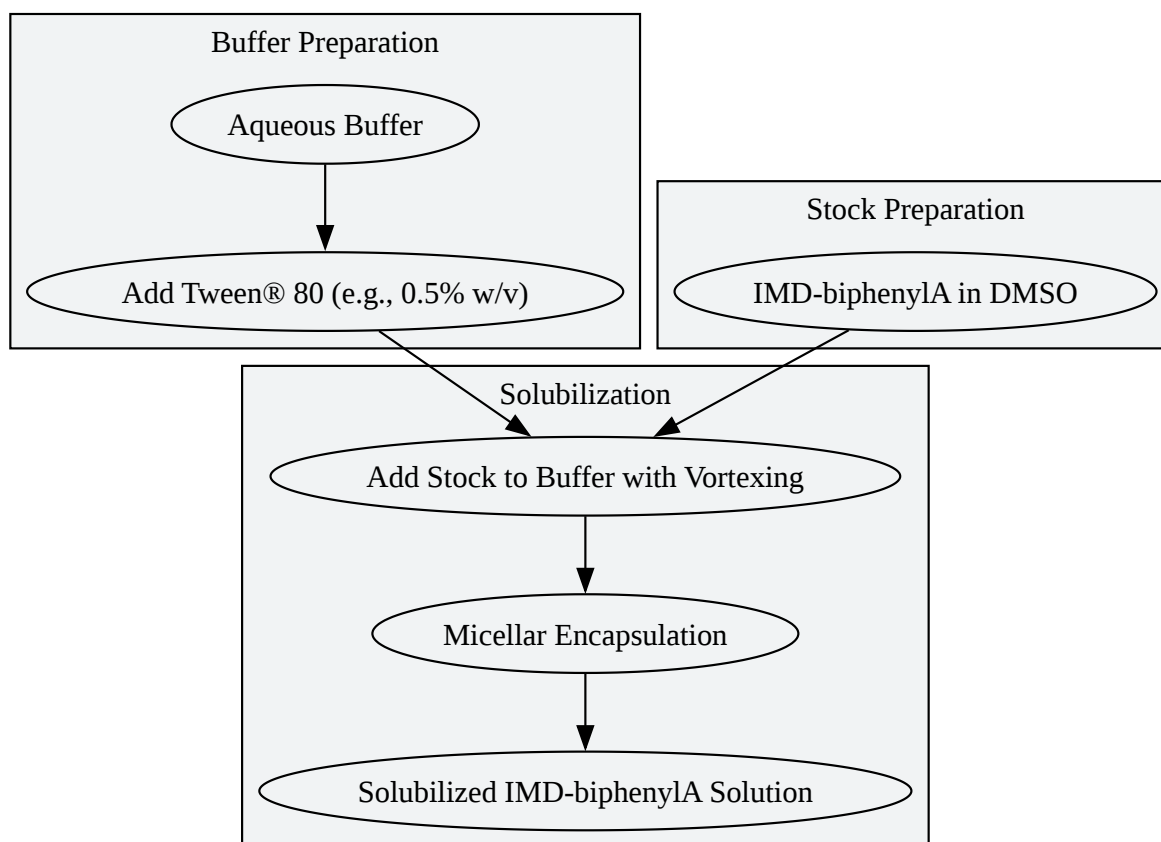 Buffer Preparation
Aqueous Buffer
Add Tween® 80 (e.g., 0.5% w/v)
Stock Preparation
IMD-biphenylA in DMSO
Solubilization
Add Stock to Buffer with Vortexing
Micellar Encapsulation
Solubilized IMD-biphenylA Solution